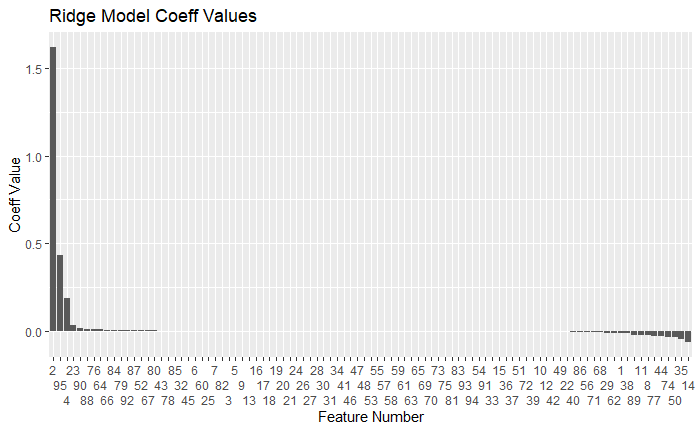 Ridge Model Coeff Values
1.5
1.0
0.5
0.0
Coeff Value
2 23 76 84 87 80 85 6 7 5 16 19 24 28 34 47 55 59 65 73 83 54 15 51 10 49 86 68 1 11 44 35
95 90 64 79 52 43 32 60 82 9 17 20 26 30 41 48 57 61 69 75 93 91 36 72 12 22 56 29 38 8 74 14
4 88 66 92 67 78 45 25 3 13 18 21 27 31 46 53 58 63 70 81 94 33 37 39 42 40 71 62 89 77 50
Feature Number